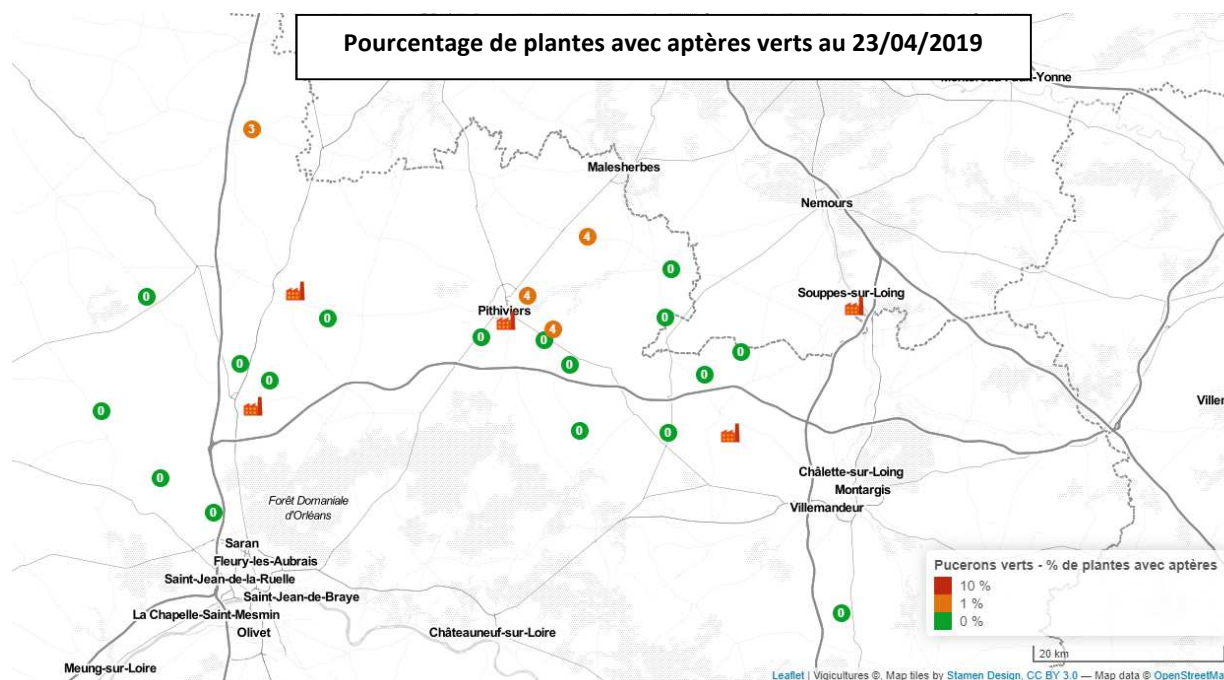 Pourcentage de plantes avec aptères verts au 23/04/2019
3
Malesherbes
Nemours
4
0
Souppes-sur-Loing
0
4
Pithiviers
0
0
4
0
0
0
0
0
0
0
0
Viller
0
0
0
Châlette-sur-Loing
0
Montargis
Forêt Domaniale
d'Orléans
Villemandeur
0
Saran
Fleury-les-Aubrais
Saint-Jean-de-la-Ruelle
Saint-Jean-de-Braye
La Chapelle-Saint-Mesmin
0
Olivet
Châteauneuf-sur-Loire
Meung-sur-Loire
Pucerons verts - % de plantes avec aptères
10 %
1 %
0 %
20 km
Leaflet | Vigicultures ©, Map tiles by Stamen Design, CC BY 3.0 — Map data © OpenStreetMa